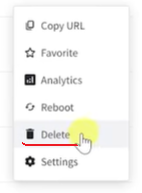 Copy URL
Favorite
Analytics
Reboot
Delete
Settings